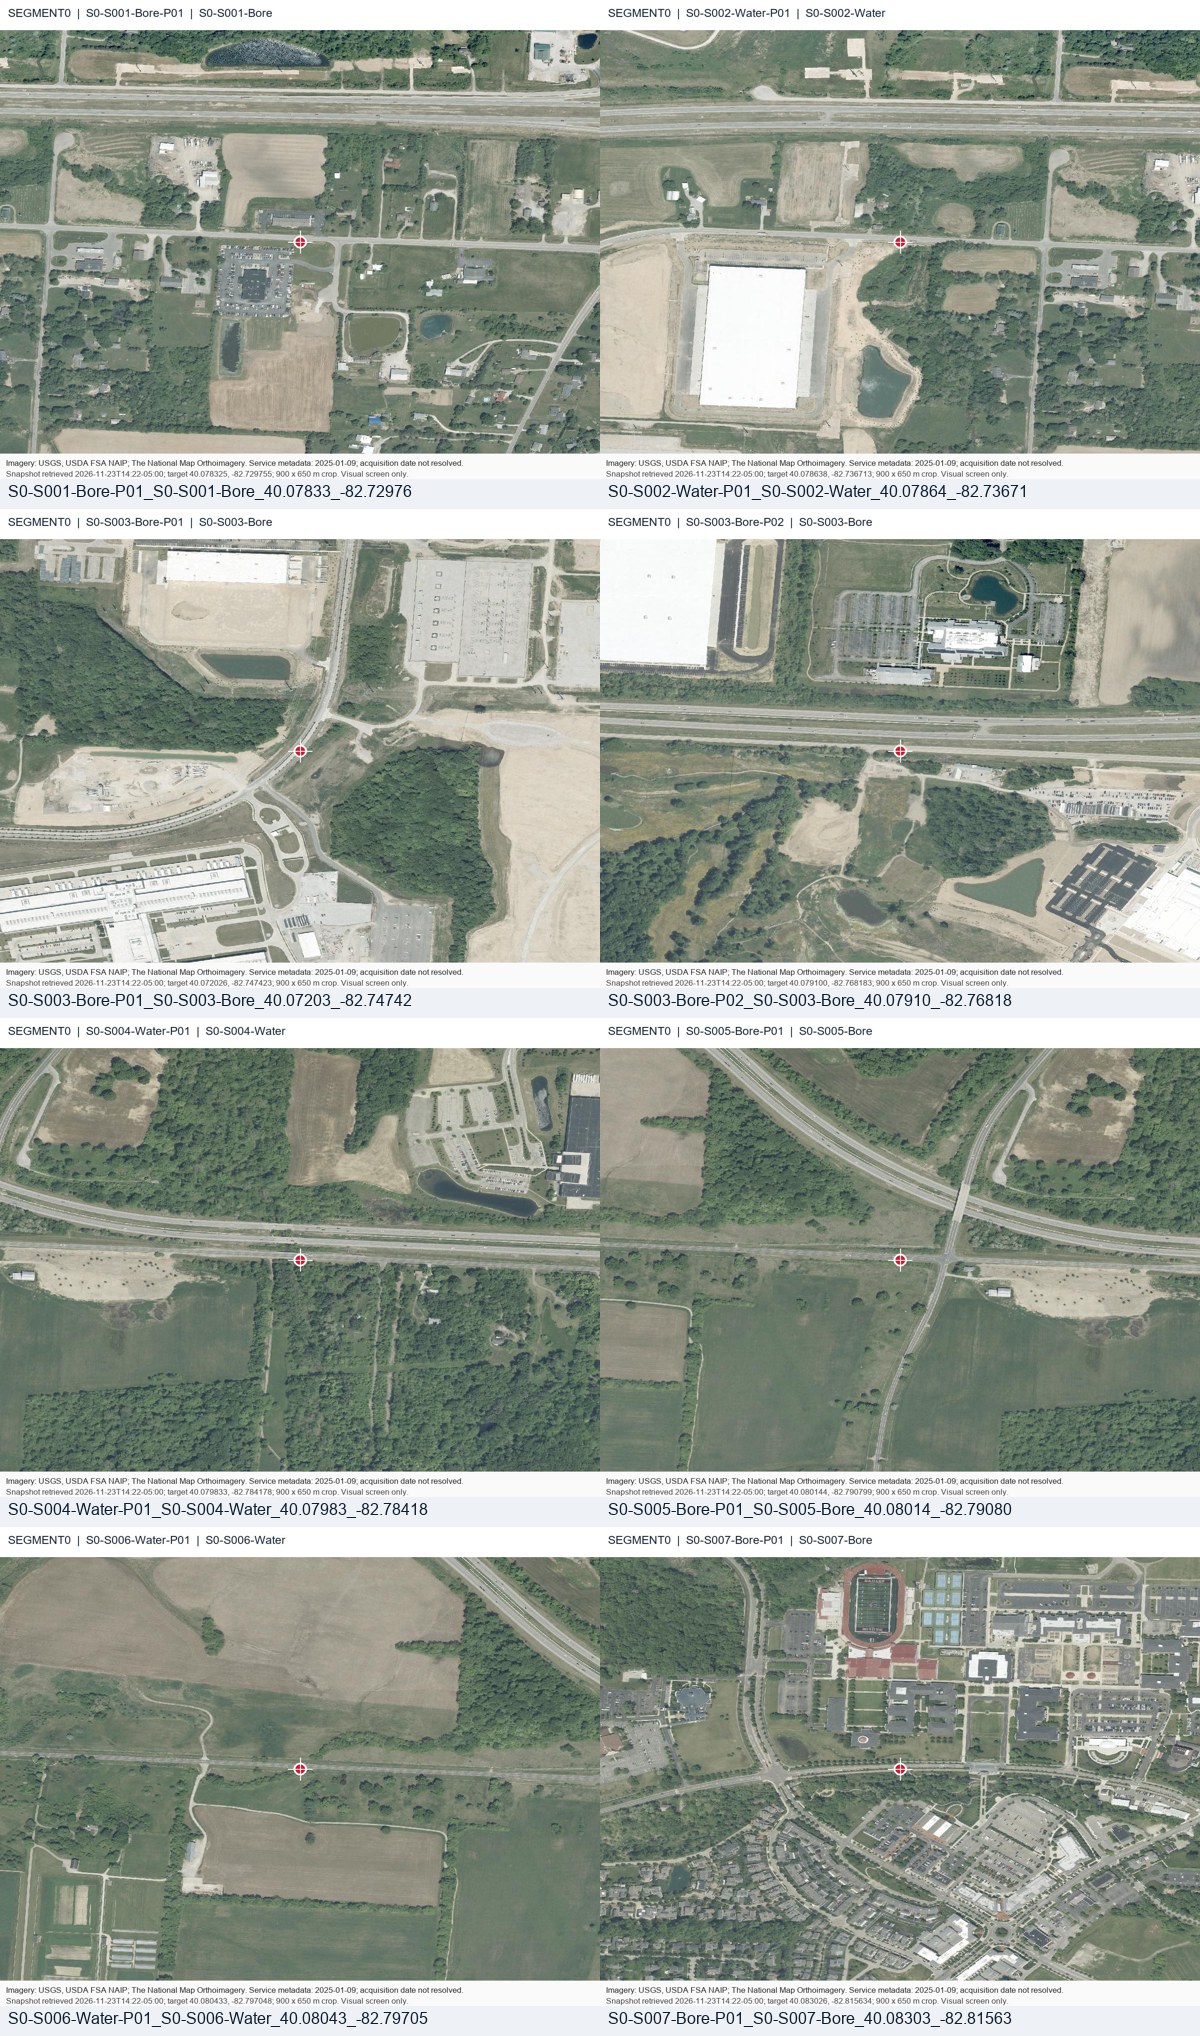 SEGMENT0 | S0-S001-Bore-P01 | S0-S001-Bore
SEGMENT0 | S0-S002-Water-P01 | S0-S002-Water
Imagery: USGS, USDA FSA NAIP; The National Map Orthoimagery. Service metadata: 2025-01-09; acquisition date not resolved.
Snapshot retrieved 2026-11-23T14:22-05:00; target 40.078325, -82.729755; 900 x 650 m crop. Visual screen only.
S0-S001-Bore-P01_S0-S001-Bore_40.07833_-82.72976
Imagery: USGS, USDA FSA NAIP; The National Map Orthoimagery. Service metadata: 2025-01-09; acquisition date not resolved.
Snapshot retrieved 2026-11-23T14:22-05:00; target 40.078638, -82.736713; 900 x 650 m crop. Visual screen only.
S0-S002-Water-P01_S0-S002-Water_40.07864_-82.73671
SEGMENT0 | S0-S003-Bore-P01 | S0-S003-Bore
SEGMENT0 | S0-S003-Bore-P02 | S0-S003-Bore
Imagery: USGS, USDA FSA NAIP; The National Map Orthoimagery. Service metadata: 2025-01-09; acquisition date not resolved.
Snapshot retrieved 2026-11-23T14:22-05:00; target 40.072026, -82.747423; 900 x 650 m crop. Visual screen only.
S0-S003-Bore-P01_S0-S003-Bore_40.07203_-82.74742
Imagery: USGS, USDA FSA NAIP; The National Map Orthoimagery. Service metadata: 2025-01-09; acquisition date not resolved.
Snapshot retrieved 2026-11-23T14:22-05:00; target 40.079100, -82.768183; 900 x 650 m crop. Visual screen only.
S0-S003-Bore-P02_S0-S003-Bore_40.07910_-82.76818
SEGMENT0 | S0-S004-Water-P01 | S0-S004-Water
SEGMENT0 | S0-S005-Bore-P01 | S0-S005-Bore
Imagery: USGS, USDA FSA NAIP; The National Map Orthoimagery. Service metadata: 2025-01-09; acquisition date not resolved.
Snapshot retrieved 2026-11-23T14:22-05:00; target 40.079833, -82.784178; 900 x 650 m crop. Visual screen only.
S0-S004-Water-P01_S0-S004-Water_40.07983_-82.78418
Imagery: USGS, USDA FSA NAIP; The National Map Orthoimagery. Service metadata: 2025-01-09; acquisition date not resolved.
Snapshot retrieved 2026-11-23T14:22-05:00; target 40.080144, -82.790799; 900 x 650 m crop. Visual screen only.
S0-S005-Bore-P01_S0-S005-Bore_40.08014_-82.79080
SEGMENT0 | S0-S006-Water-P01 | S0-S006-Water
SEGMENT0 | S0-S007-Bore-P01 | S0-S007-Bore
Imagery: USGS, USDA FSA NAIP; The National Map Orthoimagery. Service metadata: 2025-01-09; acquisition date not resolved.
Snapshot retrieved 2026-11-23T14:22-05:00; target 40.080433, -82.797048; 900 x 650 m crop. Visual screen only.
S0-S006-Water-P01_S0-S006-Water_40.08043_-82.79705
Imagery: USGS, USDA FSA NAIP; The National Map Orthoimagery. Service metadata: 2025-01-09; acquisition date not resolved.
Snapshot retrieved 2026-11-23T14:22-05:00; target 40.083026, -82.815634; 900 x 650 m crop. Visual screen only.
S0-S007-Bore-P01_S0-S007-Bore_40.08303_-82.81563